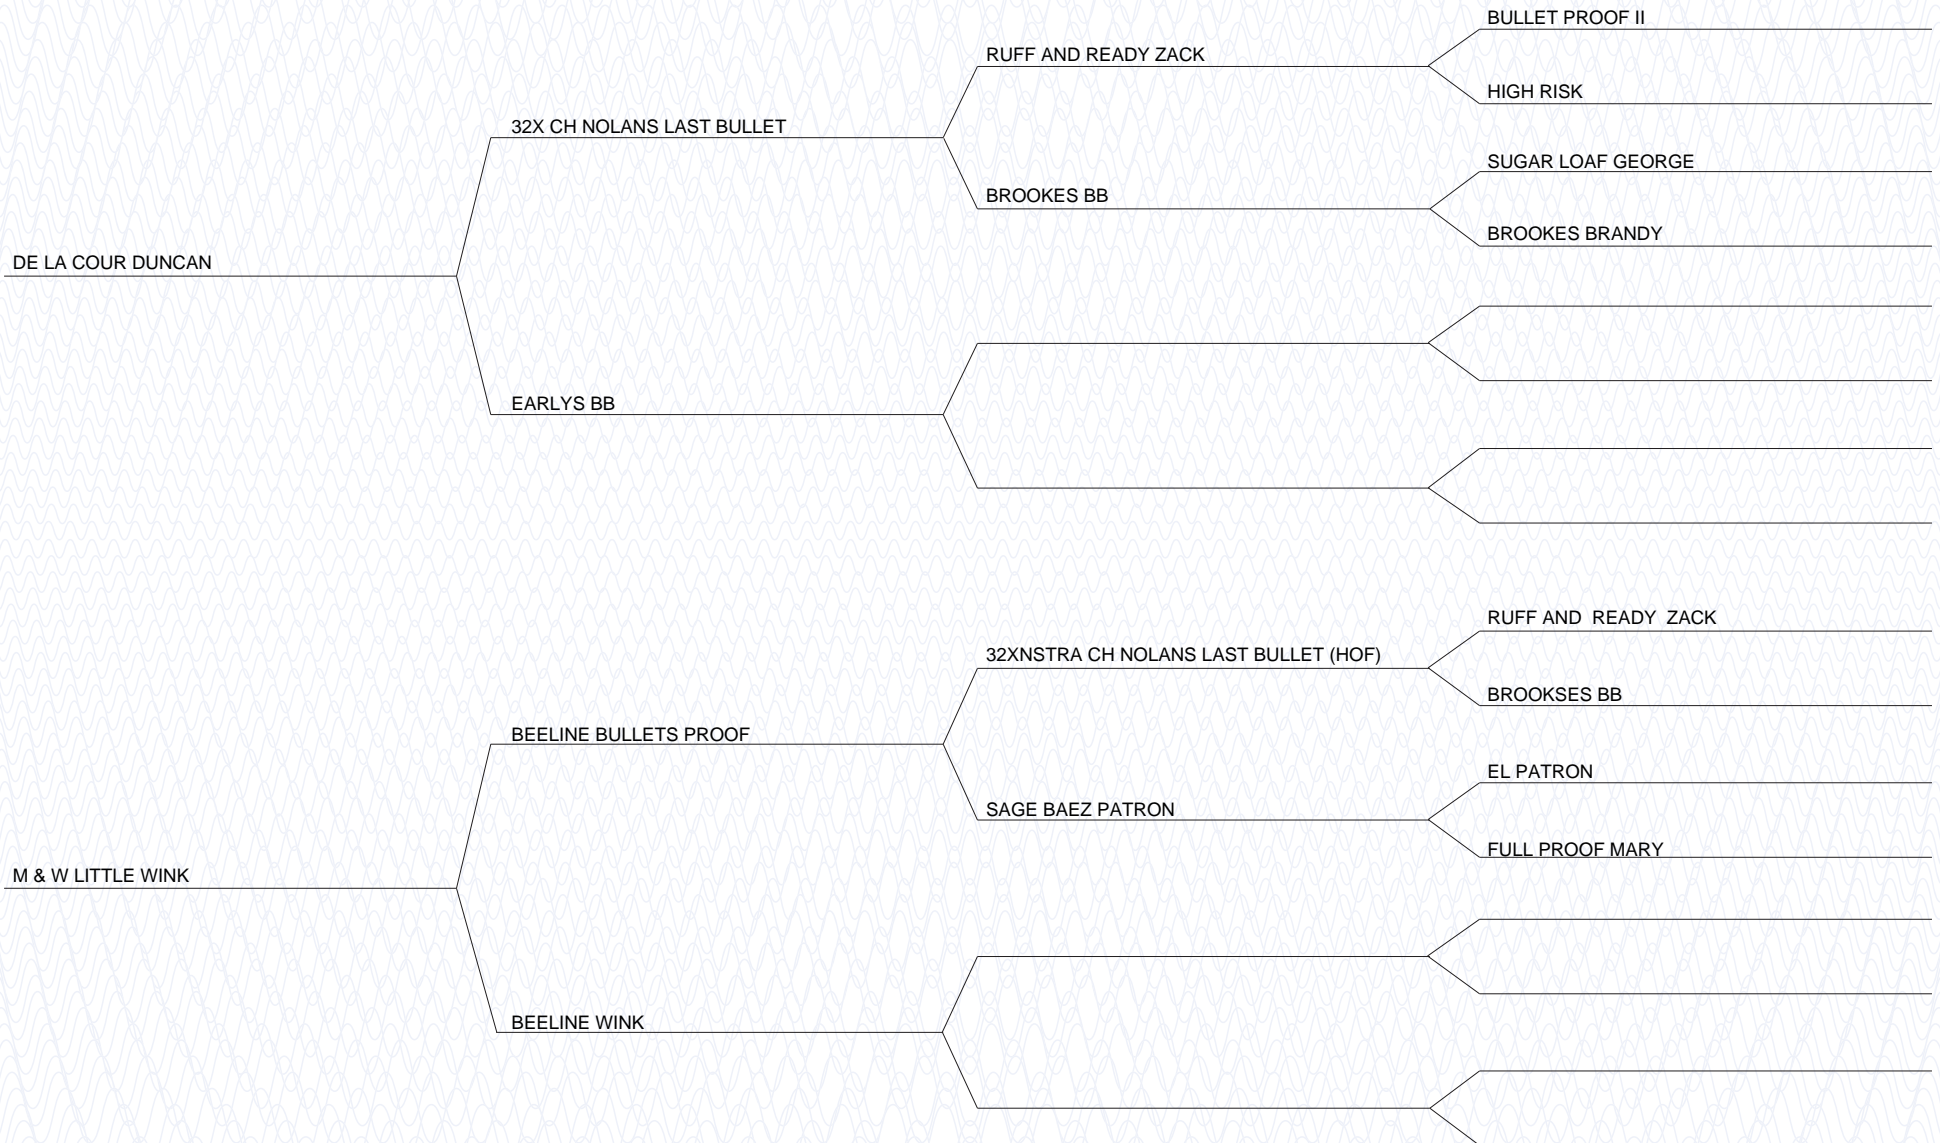 BULLET PROOF II
RUFF AND READY ZACK
HIGH RISK
32X CH NOLANS LAST BULLET
SUGAR LOAF GEORGE
BROOKES BB
BROOKES BRANDY
DE LA COUR DUNCAN
EARLYS BB
RUFF AND  READY  ZACK
32XNSTRA CH NOLANS LAST BULLET (HOF)
BROOKSES BB
BEELINE BULLETS PROOF
EL PATRON
SAGE BAEZ PATRON
FULL PROOF MARY
M & W LITTLE WINK
BEELINE WINK